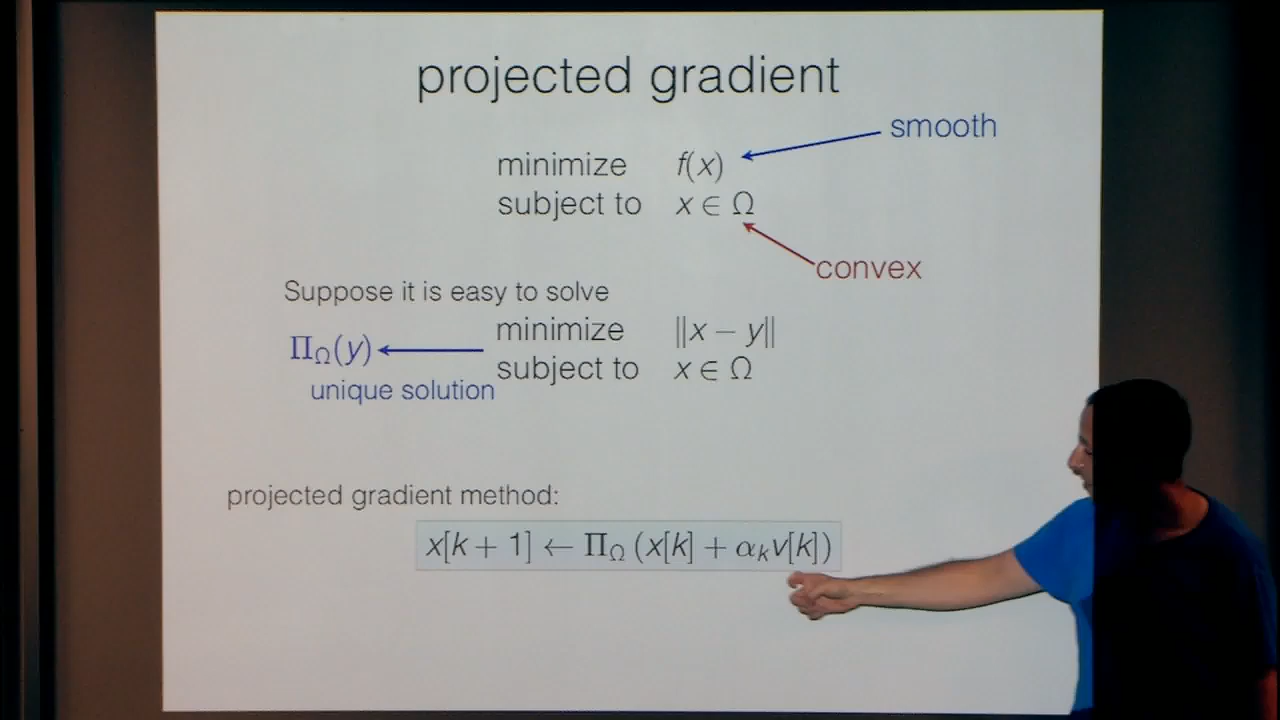 projected gradient
smooth
minimize f(x)
subject to x ∈ Ω
convex
Suppose it is easy to solve
minimize ‖x − y‖
Π_Ω(y)
subject to x ∈ Ω
unique solution
projected gradient method:
x[k + 1] ← Π_Ω (x[k] + α_k v[k])